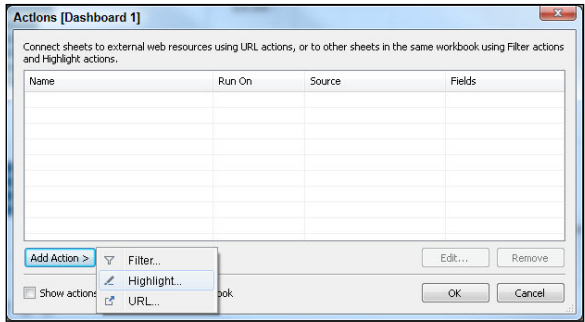 Actions [Dashboard 1]
Connect sheets to external web resources using URL actions, or to other sheets in the same workbook using Filter actions
and Highlight actions.
Name Run On Source Fields
Add Action > Edit... Remove
Filter...
Highlight...
Show actions ook OK Cancel
URL...